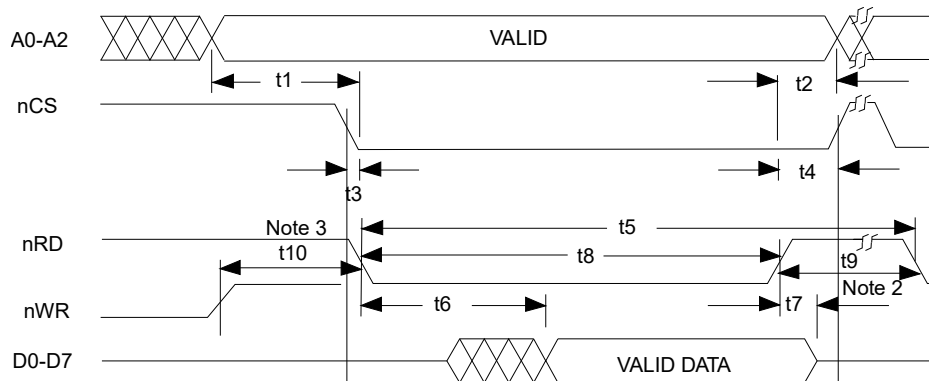 A0-A2
VALID
t1
t2
nCS
t3
t4
Note 3
t5
nRD
t10
t8
t9
nWR
t6
t7
Note 2
D0-D7
VALID DATA